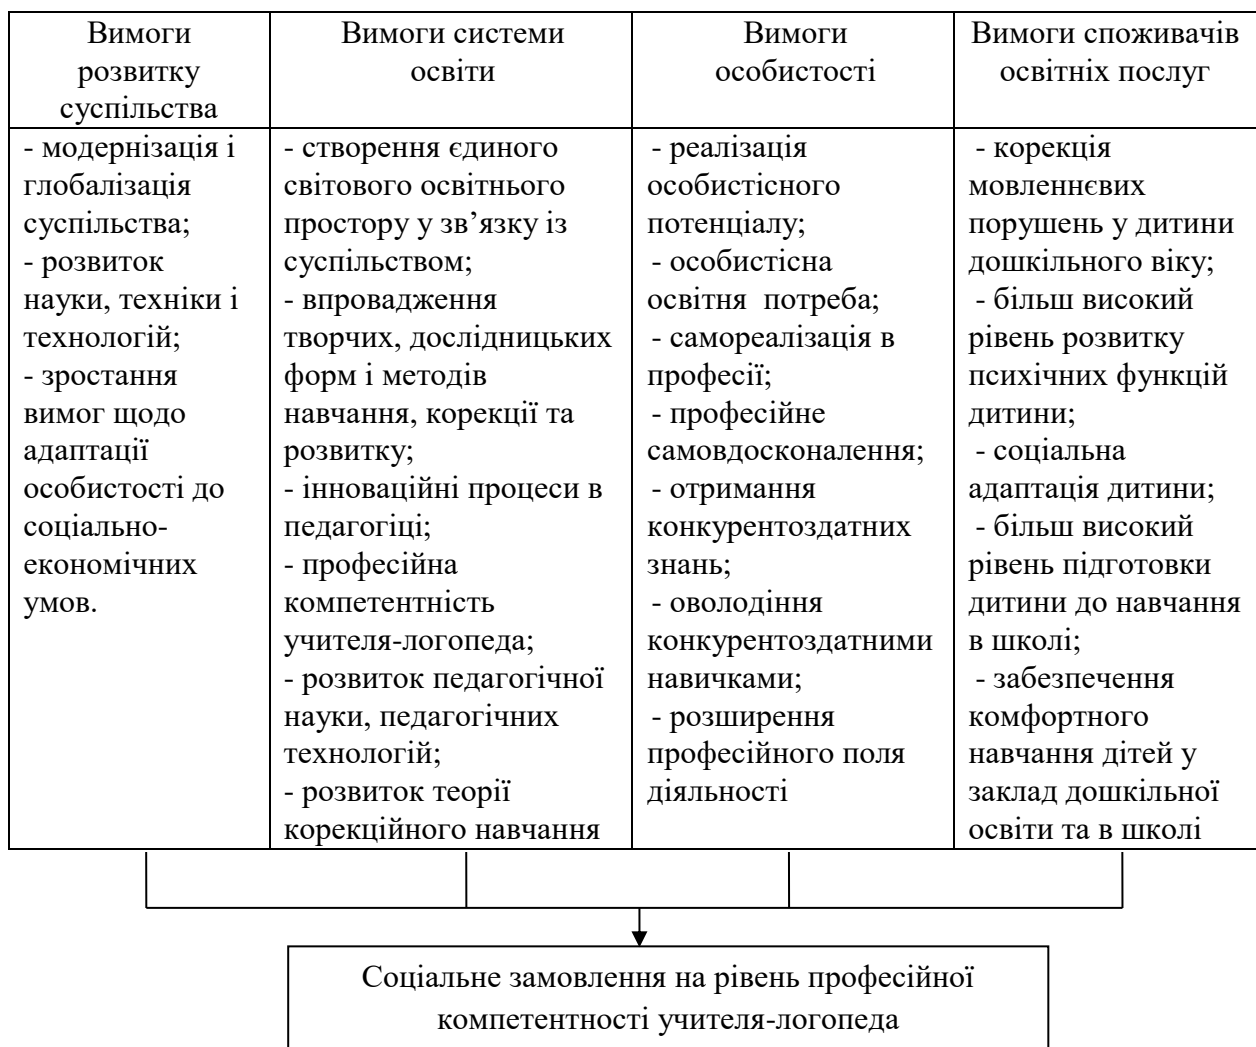 Вимоги
розвитку
суспільства
Вимоги системи
освіти
Вимоги
особистості
Вимоги споживачів
освітніх послуг
- модернізація і
глобалізація
суспільства;
- розвиток
науки, техніки і
технологій;
- зростання
вимог щодо
адаптації
особистості до
соціально-
економічних
умов.
- створення єдиного
світового освітнього
простору у зв’язку із
суспільством;
- впровадження
творчих, дослідницьких
форм і методів
навчання, корекції та
розвитку;
- інноваційні процеси в
педагогіці;
- професійна
компетентність
учителя-логопеда;
- розвиток педагогічної
науки, педагогічних
технологій;
- розвиток теорії
корекційного навчання
- реалізація
особистісного
потенціалу;
- особистісна
освітня потреба;
- самореалізація в
професії;
- професійне
самовдосконалення;
- отримання
конкурентоздатних
знань;
- оволодіння
конкурентоздатними
навичками;
- розширення
професійного поля
діяльності
- корекція
мовленнєвих
порушень у дитини
дошкільного віку;
- більш високий
рівень розвитку
психічних функцій
дитини;
- соціальна
адаптація дитини;
- більш високий
рівень підготовки
дитини до навчання
в школі;
- забезпечення
комфортного
навчання дітей у
заклад дошкільної
освіти та в школі
Соціальне замовлення на рівень професійної
компетентності учителя-логопеда